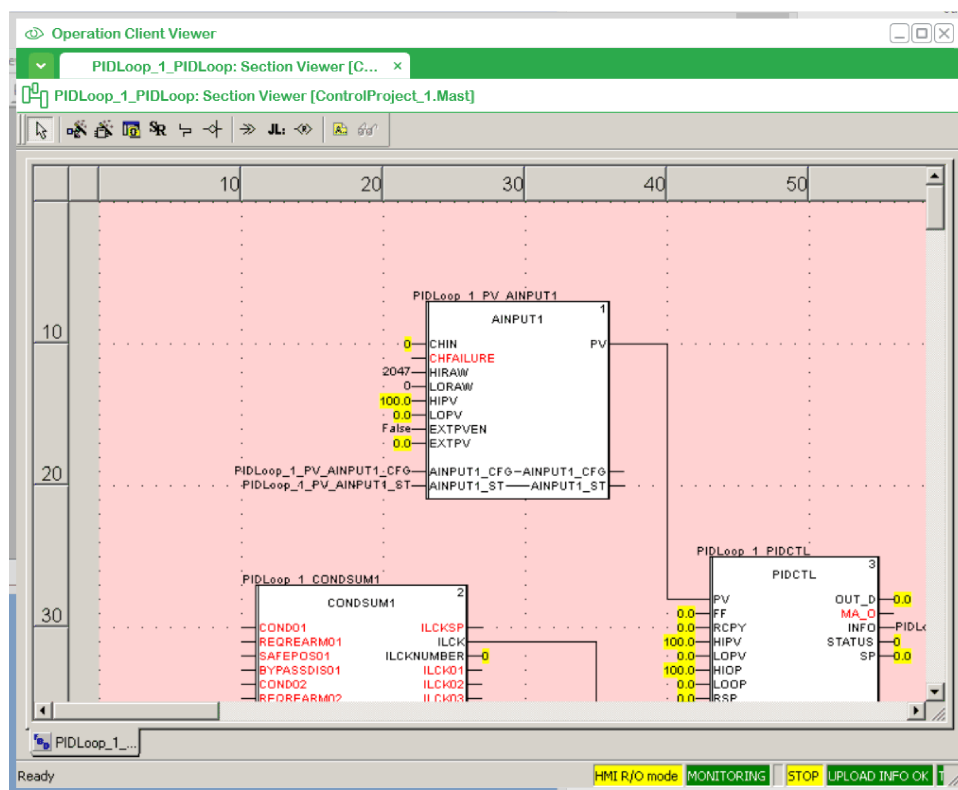 Operation Client Viewer
PIDLoop_1_PIDLoop: Section Viewer [C... ×
PIDLoop_1_PIDLoop: Section Viewer [ControlProject_1.Mast]
10 20 30 40 50
PIDLoop_1_PV_AINPUT1
1
AINPUT1
10
0 CHIN PV
CHFAILURE
2047 HIRAW
0 LORAW
100.0 HIPV
0.0 LOPV
False EXTPVEN
0.0 EXTPV
20
PIDLoop_1_PV_AINPUT1_CFG AINPUT1_CFG AINPUT1_CFG
PIDLoop_1_PV_AINPUT1_ST AINPUT1_ST AINPUT1_ST
PIDLoop_1_PIDCTL
3
PIDCTL
PV OUT_D 0.0
0.0 FF MA_O
0.0 RCPY INFO
100.0 HIPV STATUS 0
0.0 LOPV SP 0.0
100.0 HIOP
0.0 LOOP
0.0 RSP
PIDLoop_1_CONDSUM1
2
CONDSUM1
30
COND01 ILCKSP
REQREARM01 ILCK
SAFEPOS01 ILCKNUMBER 0
BYPASSDIS01 ILCK01
COND02 ILCK02
REQREARM02 ILCK03
PIDLoop_1_...
Ready HMI R/O mode MONITORING STOP UPLOAD INFO OK